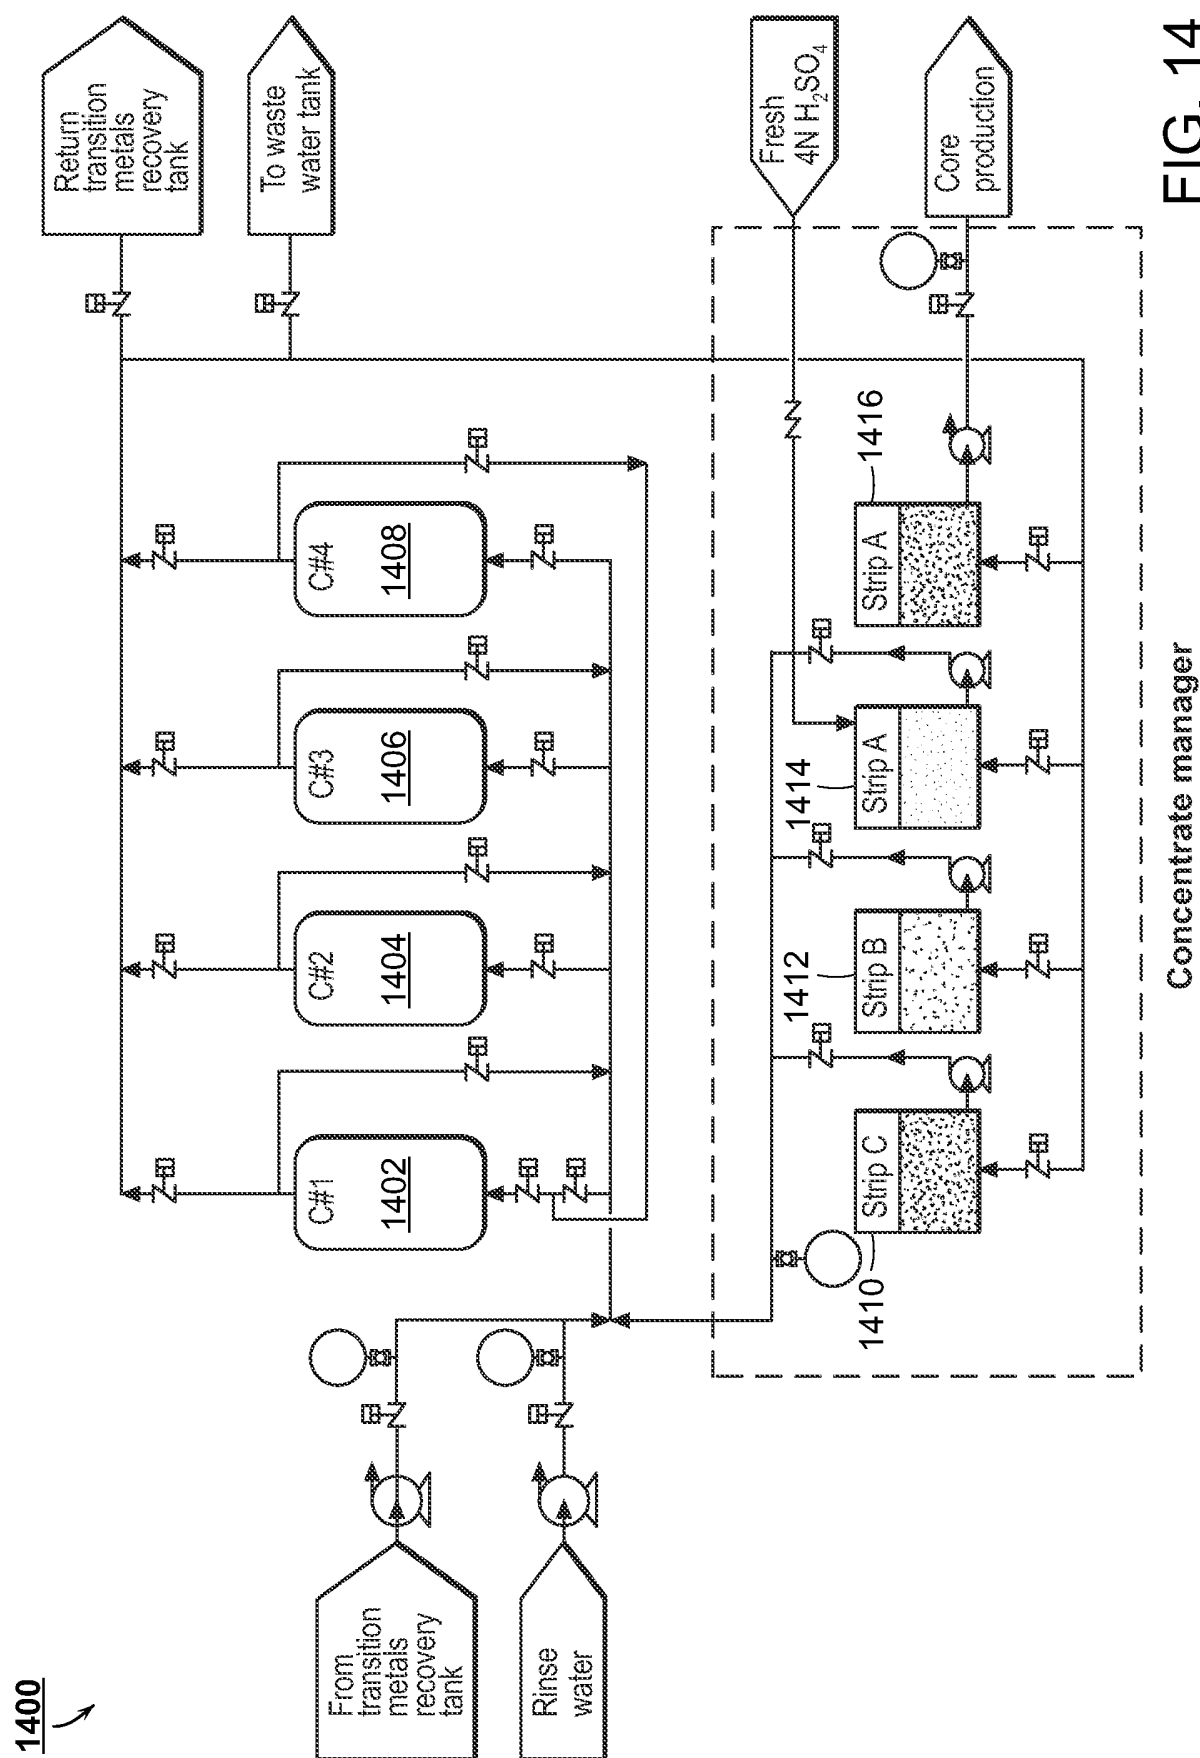 1400
From
transition
metals
recovery
tank
Rinse
water
Return
transition
metals
recovery
tank
To waste
water tank
C#1
1402
C#2
1404
C#3
1406
C#4
1408
Fresh
4N H₂SO₄
Core
production
1410
Strip C
1412
Strip B
1414
Strip A
1416
Strip A
Concentrate manager
FIG. 14